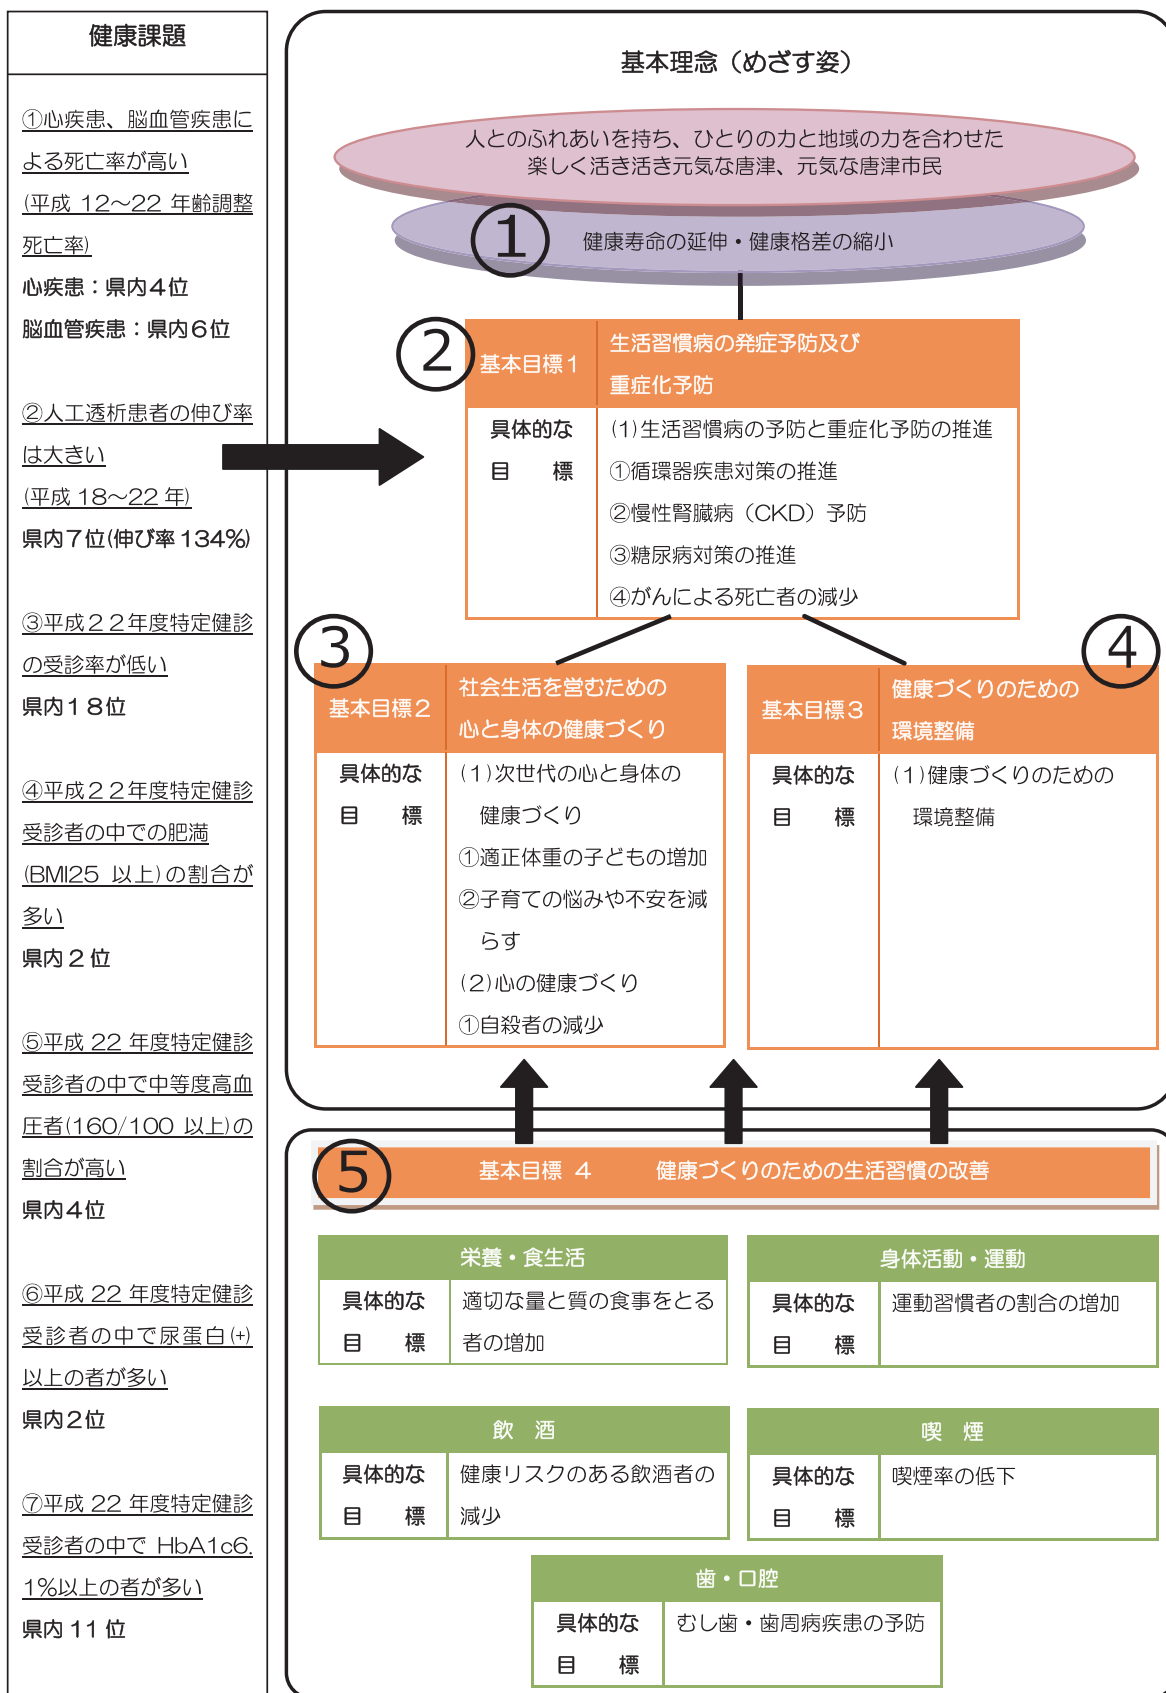 健康課題
①心疾患、脳血管疾患に
よる死亡率が高い
(平成 12～22 年齢調整
死亡率)
心疾患：県内4位
脳血管疾患：県内6位
②人工透析患者の伸び率
は大きい
(平成 18～22 年)
県内7位(伸び率 134%)
③平成22年度特定健診
の受診率が低い
県内18位
④平成22年度特定健診
受診者の中での肥満
(BMI25 以上)の割合が
多い
県内 2 位
⑤平成 22 年度特定健診
受診者の中で中等度高血
圧者(160/100 以上)の
割合が高い
県内4位
⑥平成 22 年度特定健診
受診者の中で尿蛋白(+)
以上の者が多い
県内2位
⑦平成 22 年度特定健診
受診者の中で HbA1c6.
1%以上の者が多い
県内 11 位
基本理念（めざす姿）
人とのふれあいを持ち、ひとりの力と地域の力を合わせた
楽しく活き活き元気な唐津、元気な唐津市民
①
健康寿命の延伸・健康格差の縮小
②
基本目標1
生活習慣病の発症予防及び
重症化予防
具体的な
目　標
(1)生活習慣病の予防と重症化予防の推進
①循環器疾患対策の推進
②慢性腎臓病（CKD）予防
③糖尿病対策の推進
④がんによる死亡者の減少
③
基本目標2
社会生活を営むための
心と身体の健康づくり
具体的な
目　標
(1)次世代の心と身体の
健康づくり
①適正体重の子どもの増加
②子育ての悩みや不安を減
らす
(2)心の健康づくり
①自殺者の減少
④
基本目標3
健康づくりのための
環境整備
具体的な
目　標
(1)健康づくりのための
環境整備
⑤
基本目標 4　健康づくりのための生活習慣の改善
栄養・食生活
具体的な
目　標
適切な量と質の食事をとる
者の増加
身体活動・運動
具体的な
目　標
運動習慣者の割合の増加
飲　酒
具体的な
目　標
健康リスクのある飲酒者の
減少
喫　煙
具体的な
目　標
喫煙率の低下
歯・口腔
具体的な
目　標
むし歯・歯周病疾患の予防